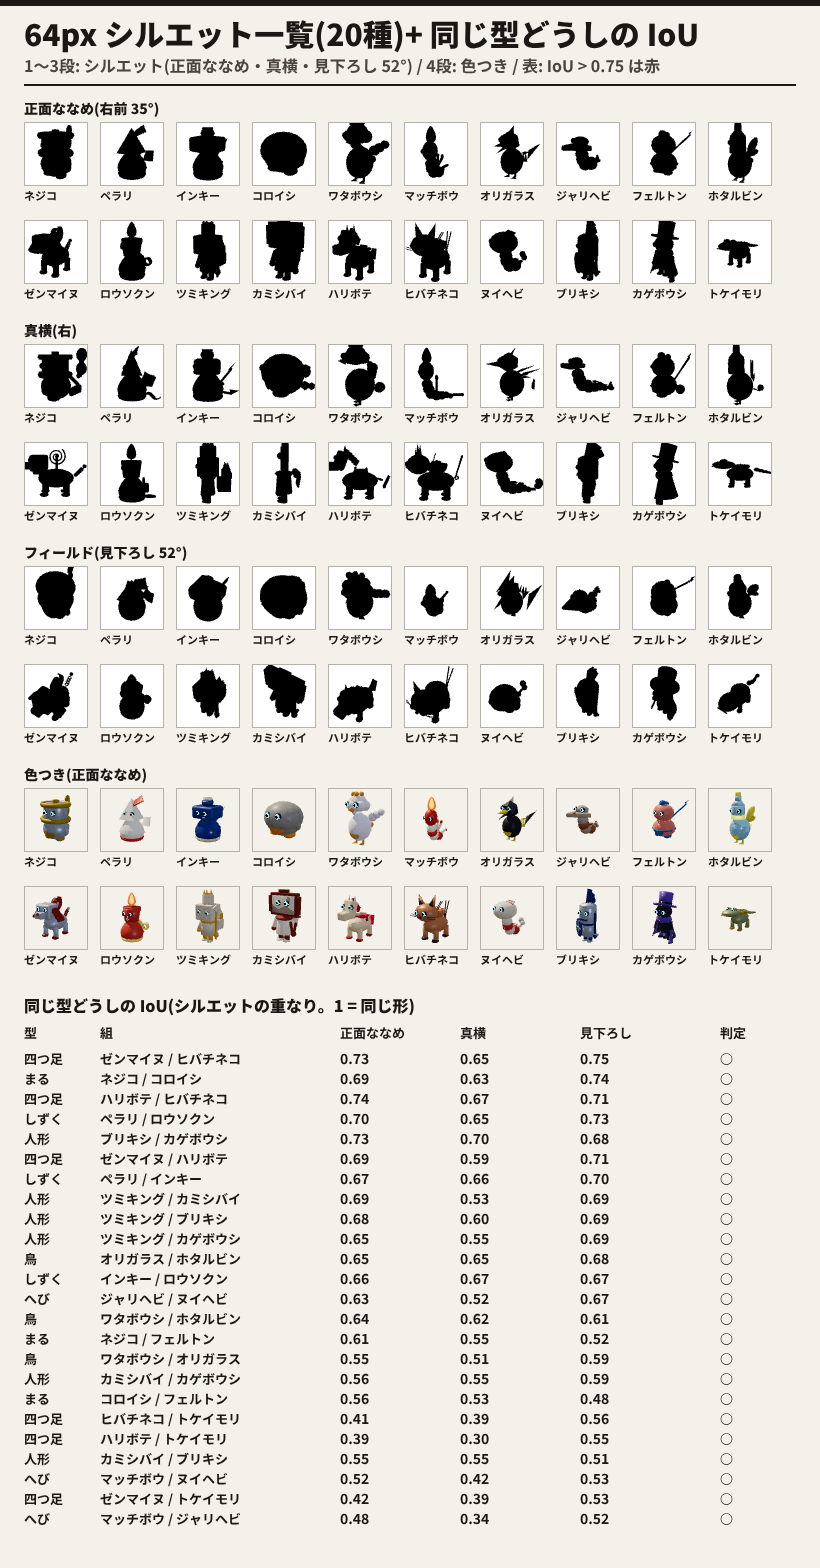 64px シルエット一覧(20種)+ 同じ型どうしの IoU
1〜3段: シルエット(正面ななめ・真横・見下ろし 52°) / 4段: 色つき / 表: IoU > 0.75 は赤
正面ななめ(右前 35°)
ネジコ ペラリ インキー コロイシ ワタボウシ マッチボウ オリガラス ジャリヘビ フェルトン ホタルビン
ゼンマイヌ ロウソクン ツミキング カミシバイ ハリボテ ヒバチネコ ヌイヘビ ブリキシ カゲボウシ トケイモリ
真横(右)
ネジコ ペラリ インキー コロイシ ワタボウシ マッチボウ オリガラス ジャリヘビ フェルトン ホタルビン
ゼンマイヌ ロウソクン ツミキング カミシバイ ハリボテ ヒバチネコ ヌイヘビ ブリキシ カゲボウシ トケイモリ
フィールド(見下ろし 52°)
ネジコ ペラリ インキー コロイシ ワタボウシ マッチボウ オリガラス ジャリヘビ フェルトン ホタルビン
ゼンマイヌ ロウソクン ツミキング カミシバイ ハリボテ ヒバチネコ ヌイヘビ ブリキシ カゲボウシ トケイモリ
色つき(正面ななめ)
ネジコ ペラリ インキー コロイシ ワタボウシ マッチボウ オリガラス ジャリヘビ フェルトン ホタルビン
ゼンマイヌ ロウソクン ツミキング カミシバイ ハリボテ ヒバチネコ ヌイヘビ ブリキシ カゲボウシ トケイモリ
同じ型どうしの IoU(シルエットの重なり。1 = 同じ形)
型 組 正面ななめ 真横 見下ろし 判定
四つ足 ゼンマイヌ / ヒバチネコ 0.73 0.65 0.75 ○
まる ネジコ / コロイシ 0.69 0.63 0.74 ○
四つ足 ハリボテ / ヒバチネコ 0.74 0.67 0.71 ○
しずく ペラリ / ロウソクン 0.70 0.65 0.73 ○
人形 ブリキシ / カゲボウシ 0.73 0.70 0.68 ○
四つ足 ゼンマイヌ / ハリボテ 0.69 0.59 0.71 ○
しずく ペラリ / インキー 0.67 0.66 0.70 ○
人形 ツミキング / カミシバイ 0.69 0.53 0.69 ○
人形 ツミキング / ブリキシ 0.68 0.60 0.69 ○
人形 ツミキング / カゲボウシ 0.65 0.55 0.69 ○
鳥 オリガラス / ホタルビン 0.65 0.65 0.68 ○
しずく インキー / ロウソクン 0.66 0.67 0.67 ○
へび ジャリヘビ / ヌイヘビ 0.63 0.52 0.67 ○
鳥 ワタボウシ / ホタルビン 0.64 0.62 0.61 ○
まる ネジコ / フェルトン 0.61 0.55 0.52 ○
鳥 ワタボウシ / オリガラス 0.55 0.51 0.59 ○
人形 カミシバイ / カゲボウシ 0.56 0.55 0.59 ○
まる コロイシ / フェルトン 0.56 0.53 0.48 ○
四つ足 ヒバチネコ / トケイモリ 0.41 0.39 0.56 ○
四つ足 ハリボテ / トケイモリ 0.39 0.30 0.55 ○
人形 カミシバイ / ブリキシ 0.55 0.55 0.51 ○
へび マッチボウ / ヌイヘビ 0.52 0.42 0.53 ○
四つ足 ゼンマイヌ / トケイモリ 0.42 0.39 0.53 ○
へび マッチボウ / ジャリヘビ 0.48 0.34 0.52 ○